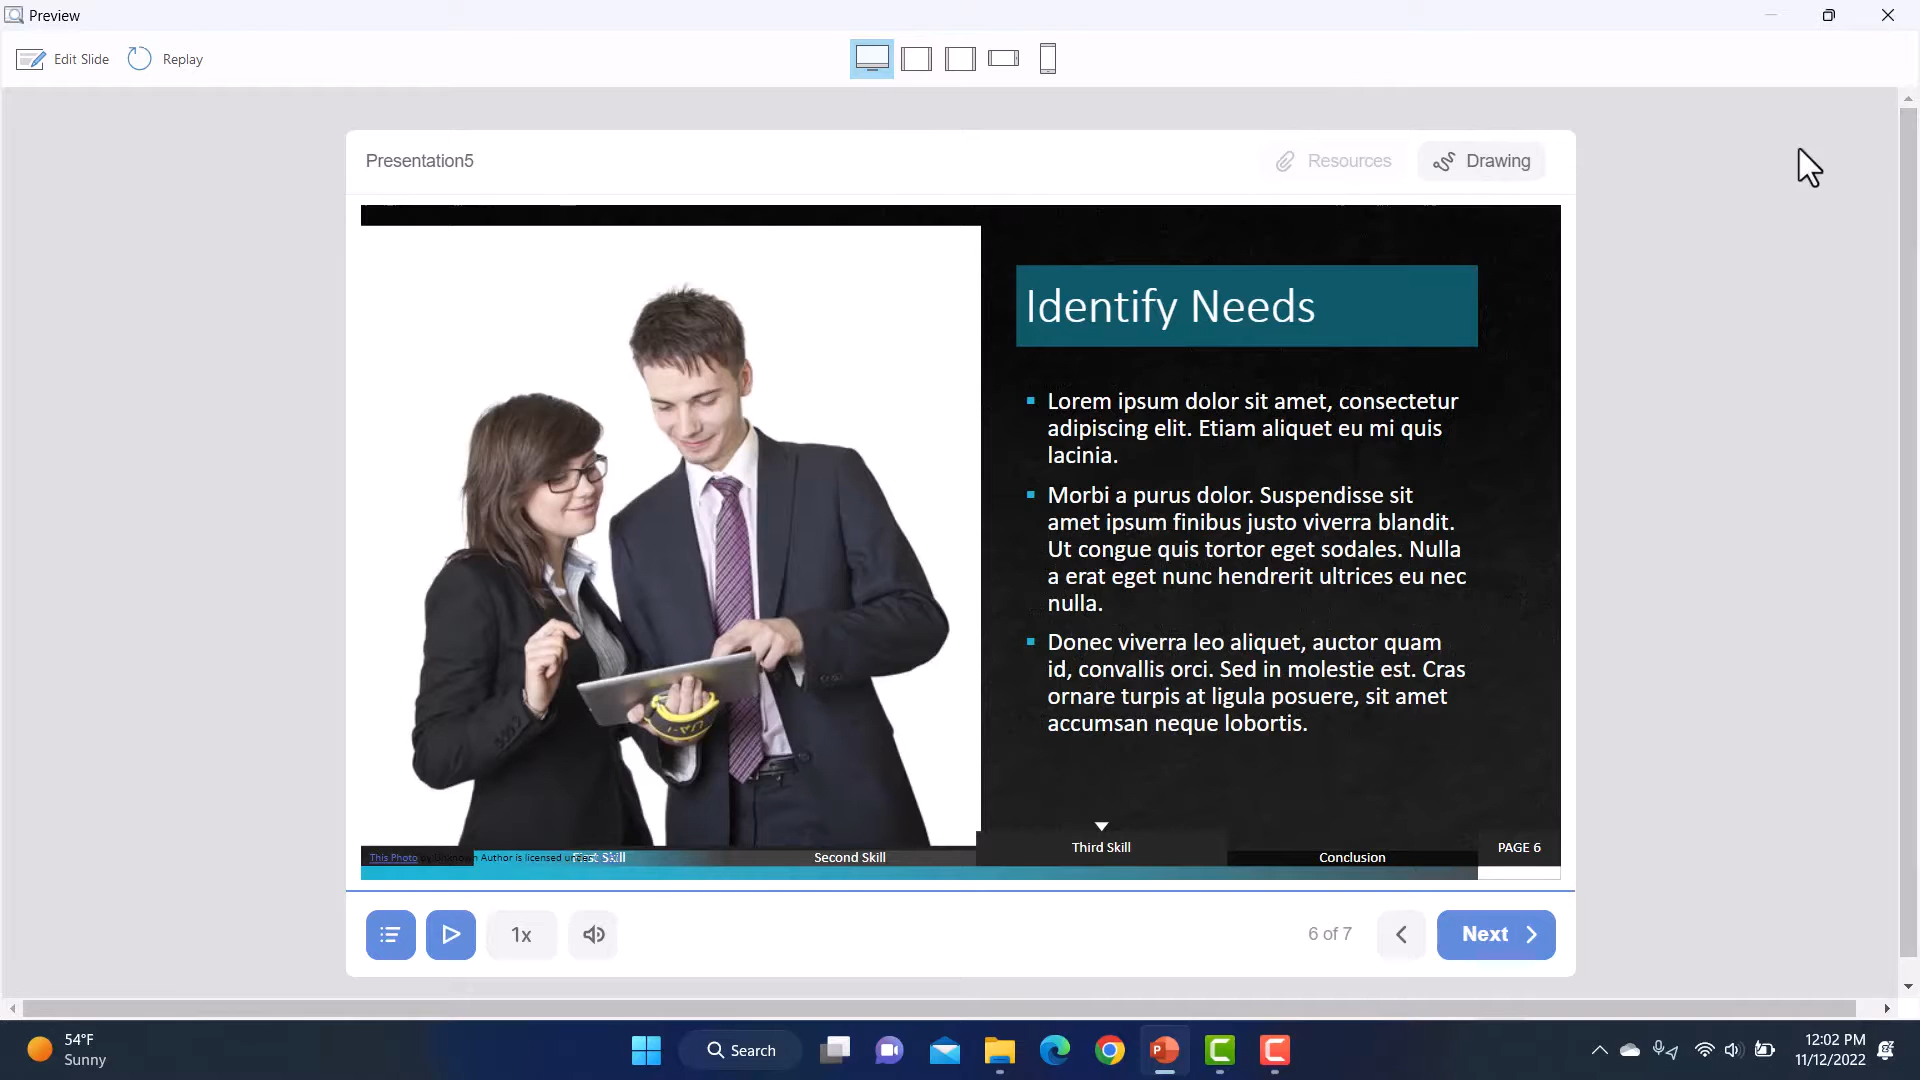 Preview
Edit Slide
Replay
Presentation5
Resources
Drawing
Identify Needs
Lorem ipsum dolor sit amet, consectetur
adipiscing elit. Etiam aliquet eu mi quis
lacinia.
Morbi a purus dolor. Suspendisse sit
amet ipsum finibus justo viverra blandit.
Ut congue quis tortor eget sodales. Nulla
a erat eget nunc hendrerit ultrices eu nec
nulla.
Donec viverra leo aliquet, auctor quam
id, convallis orci. Sed in molestie est. Cras
ornare turpis at ligula posuere, sit amet
accumsan neque lobortis.
This Photo by Unknown Author is licensed under
First Skill
Second Skill
Third Skill
Conclusion
PAGE 6
1x
6 of 7
Next
54°F
Sunny
Search
12:02 PM
11/12/2022